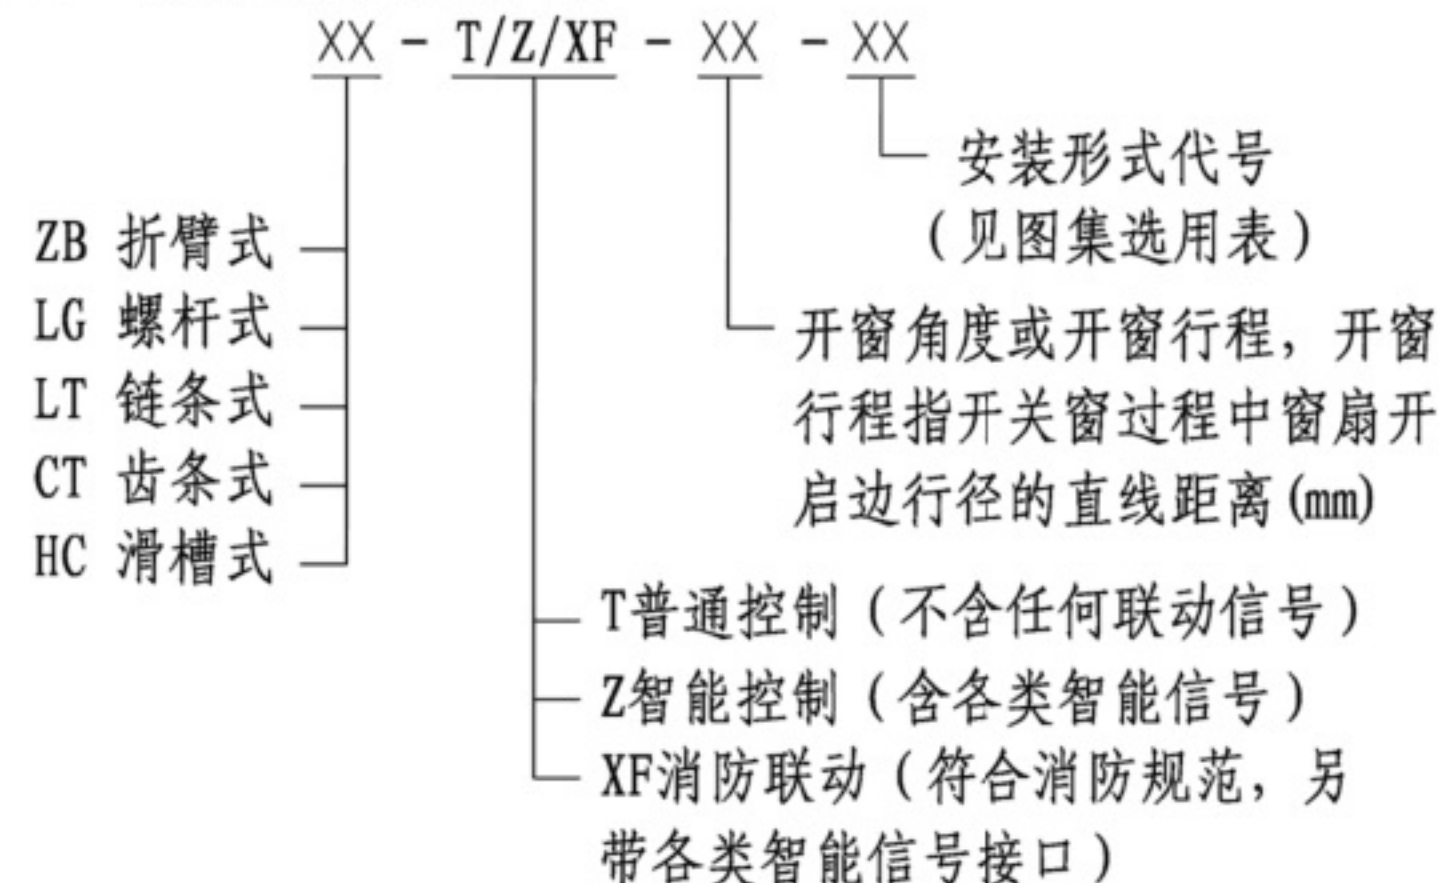 XX - T/Z/XF - XX - XX
安装形式代号
（见图集选用表）
ZB 折臂式
LG 螺杆式
LT 链条式
CT 齿条式
HC 滑槽式
开窗角度或开窗行程，开窗
行程指开关窗过程中窗扇开
启边行径的直线距离(mm)
T普通控制（不含任何联动信号）
Z智能控制（含各类智能信号）
XF消防联动（符合消防规范，另
带各类智能信号接口）